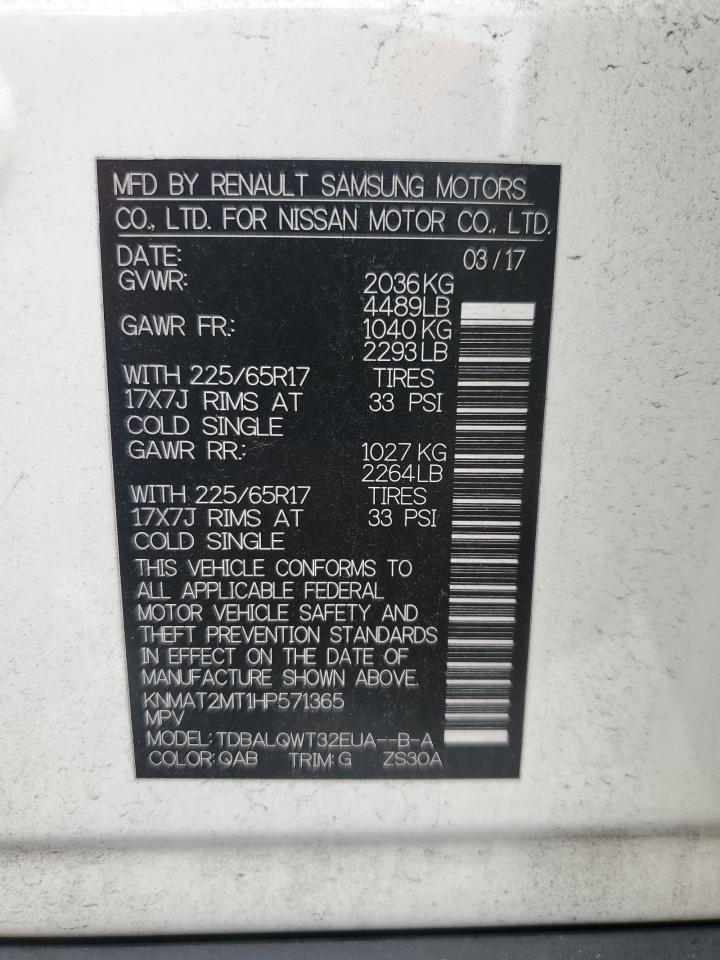 MFD BY RENAULT SAMSUNG MOTORS
CO., LTD. FOR NISSAN MOTOR CO., LTD.
DATE: 03/17
GVWR: 2036KG
4489LB
GAWR FR.: 1040KG
2293LB
WITH 225/65R17 TIRES
17X7J RIMS AT 33 PSI
COLD SINGLE
GAWR RR.: 1027KG
2264LB
WITH 225/65R17 TIRES
17X7J RIMS AT 33 PSI
COLD SINGLE
THIS VEHICLE CONFORMS TO
ALL APPLICABLE FEDERAL
MOTOR VEHICLE SAFETY AND
THEFT PREVENTION STANDARDS
IN EFFECT ON THE DATE OF
MANUFACTURE SHOWN ABOVE.
KNMAT2MT1HP571365
MPV
MODEL: TDBALQWT32EUA--B-A
COLOR: QAB TRIM: G ZS30A